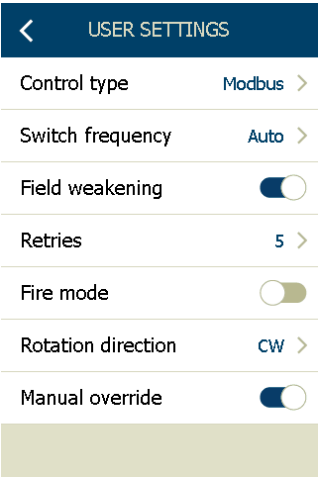 USER SETTINGS
Control type Modbus
Switch frequency Auto
Field weakening
Retries 5
Fire mode
Rotation direction CW
Manual override